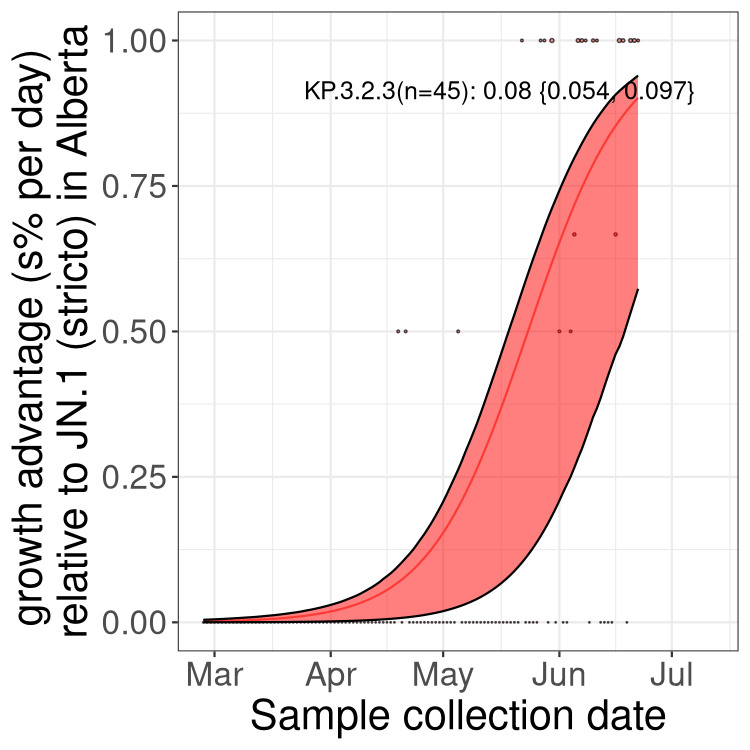 growth advantage (s% per day)
relative to JN.1 (stricto) in Alberta
1.00
0.75
0.50
0.25
0.00
KP.3.2.3(n=45): 0.08 {0.054, 0.097}
Mar Apr May Jun Jul
Sample collection date